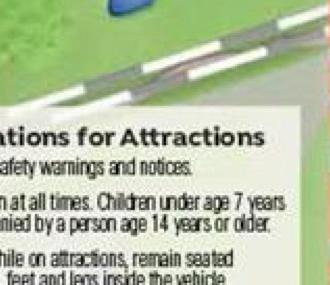 ations for Attractions
afety warnings and notices.
n at all times. Children under age 7 years
nied by a person age 14 years or older.
hile on attractions, remain seated
, feet and legs inside the vehicle